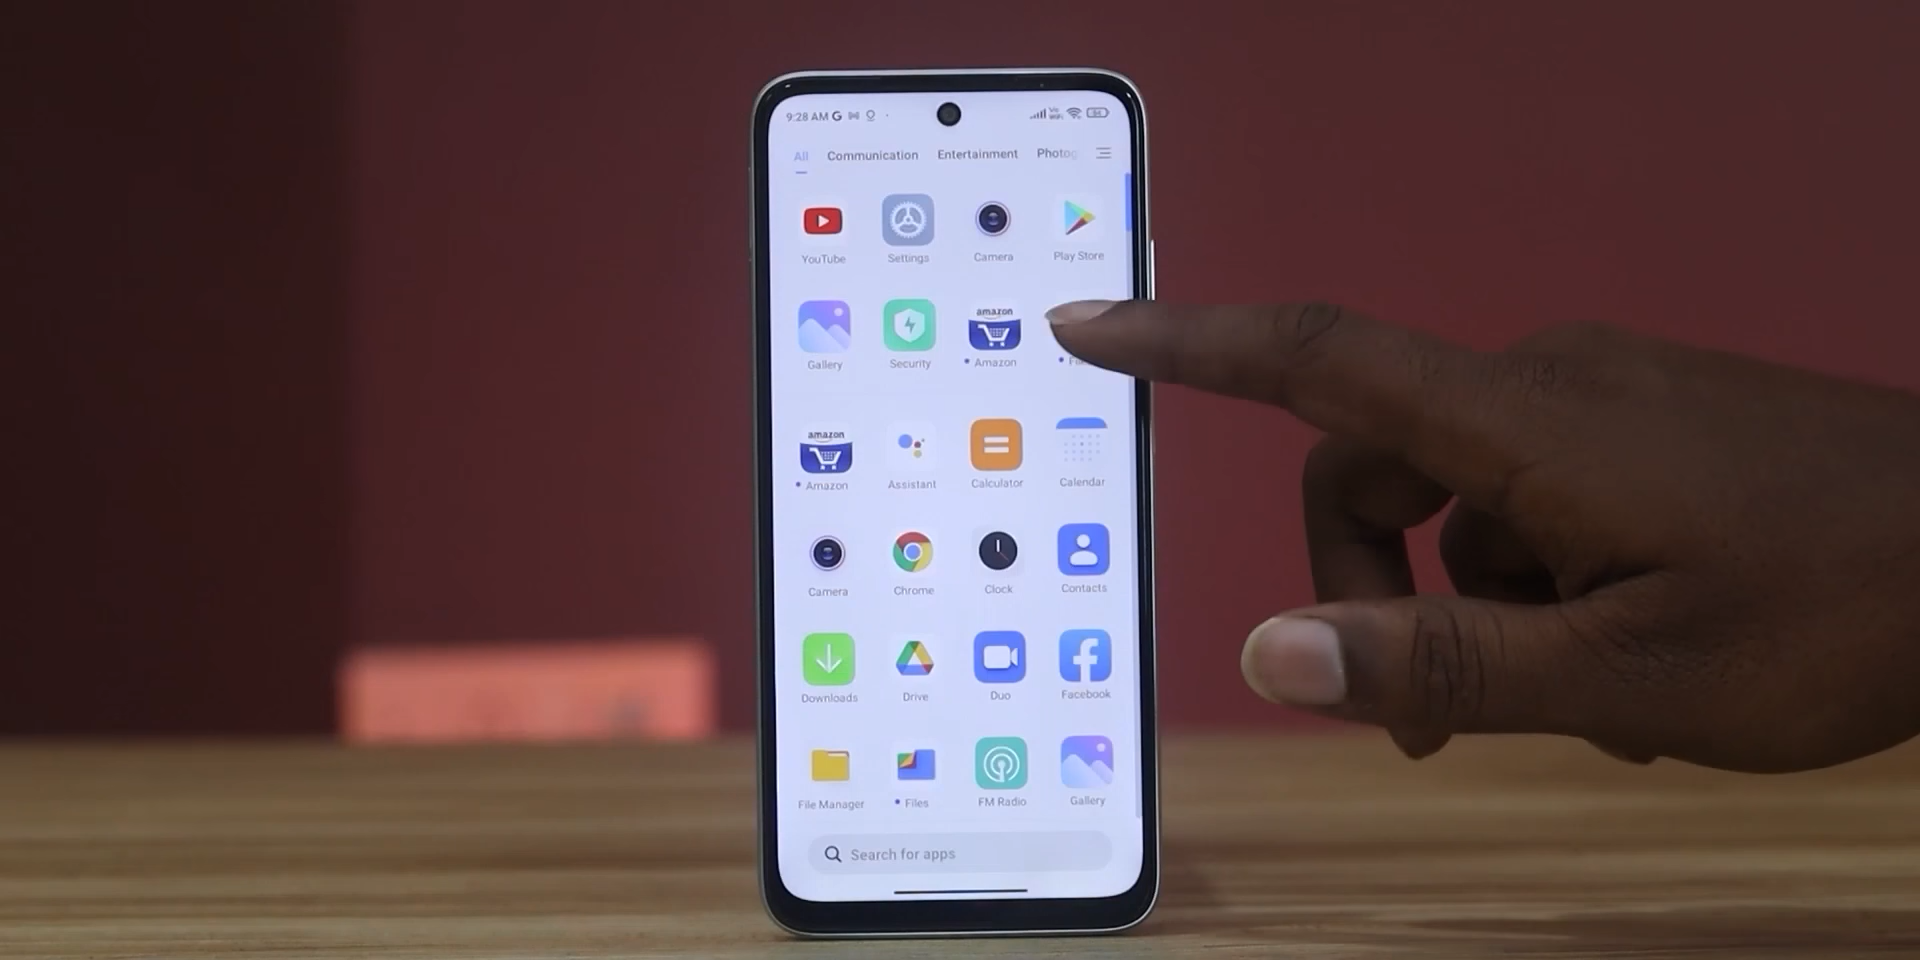 9:28 AM
All Communication Entertainment Photog
YouTube Settings Camera Play Store
amazon
Gallery Security Amazon
amazon
Amazon Assistant Calculator Calendar
Camera Chrome Clock Contacts
Downloads Drive Duo Facebook
File Manager Files FM Radio Gallery
Search for apps